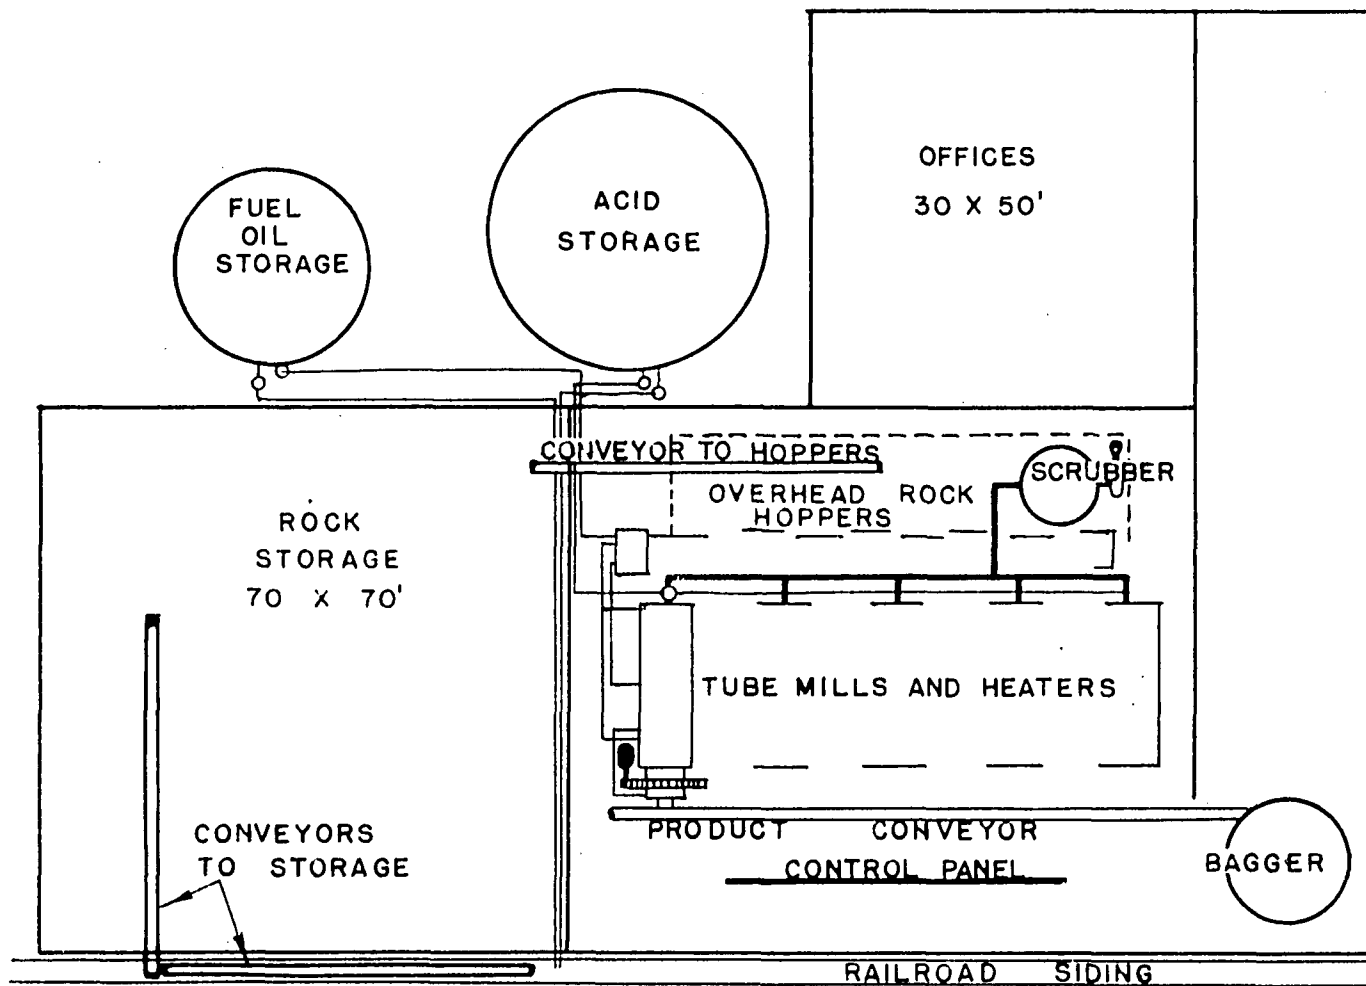 OFFICES
30 X 50'
ACID
STORAGE
FUEL
OIL
STORAGE
CONVEYOR TO HOPPERS
SCRUBBER
OVERHEAD ROCK
HOPPERS
ROCK
STORAGE
70 X 70'
TUBE MILLS AND HEATERS
CONVEYORS
TO STORAGE
PRODUCT CONVEYOR
CONTROL PANEL
BAGGER
RAILROAD SIDING